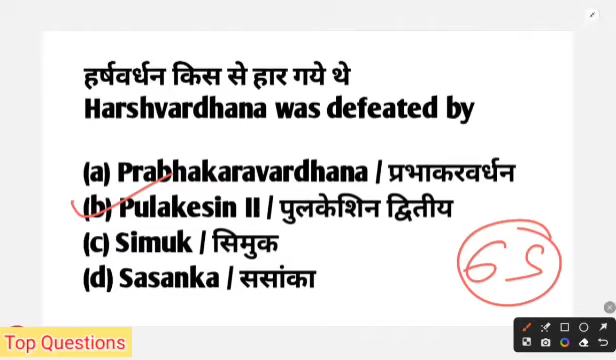 हर्षवर्धन किस से हार गये थे
Harshvardhana was defeated by
(a) Prabhakaravardhana / प्रभाकरवर्धन
(b) Pulakesin II / पुलकेशिन द्वितीय
(c) Simuk / सिमुक
(d) Sasanka / ससांका
Top Questions